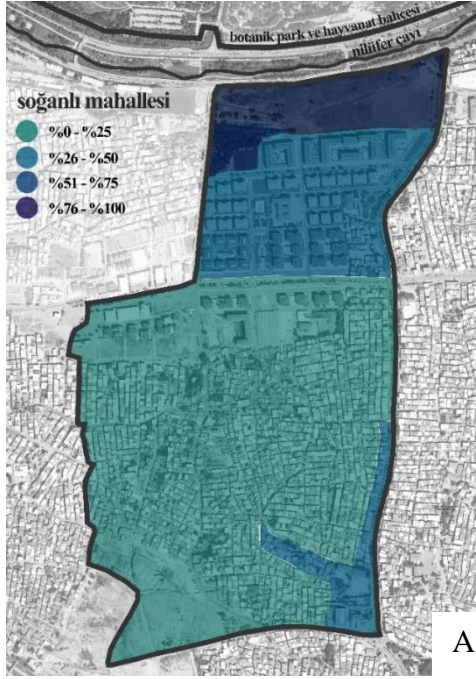 botanik park ve hayvanat bahçesi
nilüfer çayı
soğanlı mahallesi
%0 - %25
%26 - %50
%51 - %75
%76 - %100
A